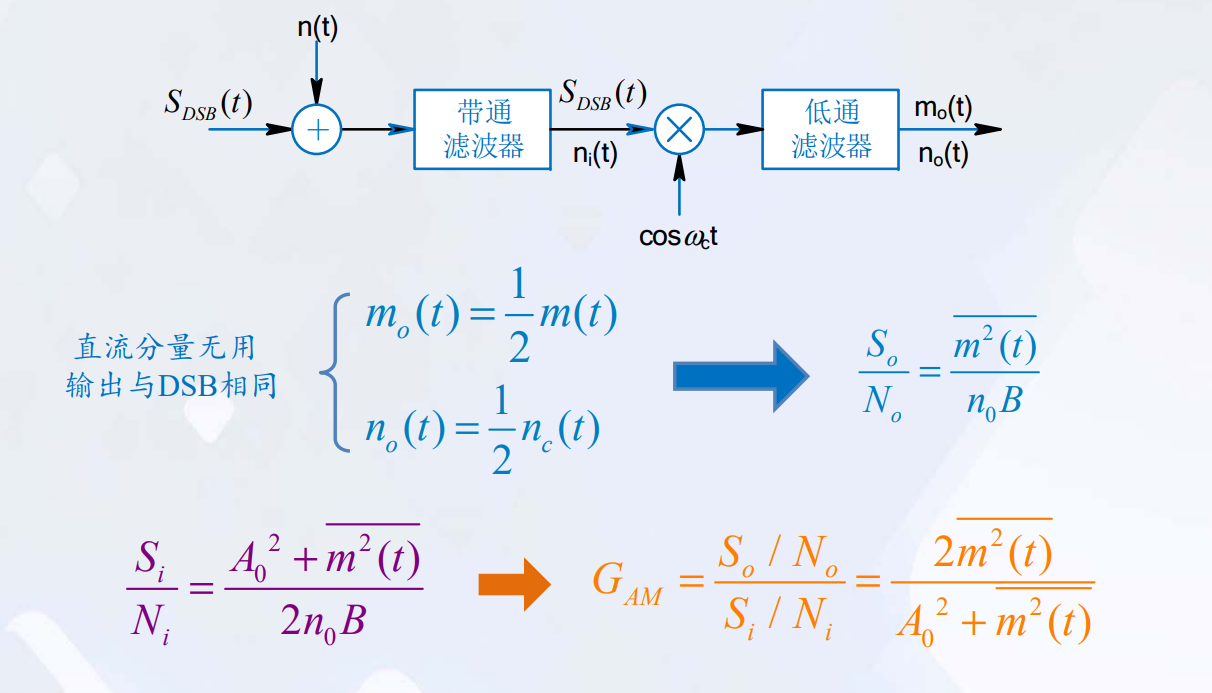 n(t)
S_{DSB}(t)
+
带通
滤波器
S_{DSB}(t)
n_i(t)
×
cosω_ct
低通
滤波器
m_o(t)
n_o(t)
直流分量无用
输出与DSB相同
m_o(t) = \frac{1}{2} m(t)
n_o(t) = \frac{1}{2} n_c(t)
\frac{S_o}{N_o} = \frac{\overline{m^2(t)}}{n_0 B}
\frac{S_i}{N_i} = \frac{A_0^2 + \overline{m^2(t)}}{2n_0 B}
G_{AM} = \frac{S_o / N_o}{S_i / N_i} = \frac{2\overline{m^2(t)}}{A_0^2 + \overline{m^2(t)}}